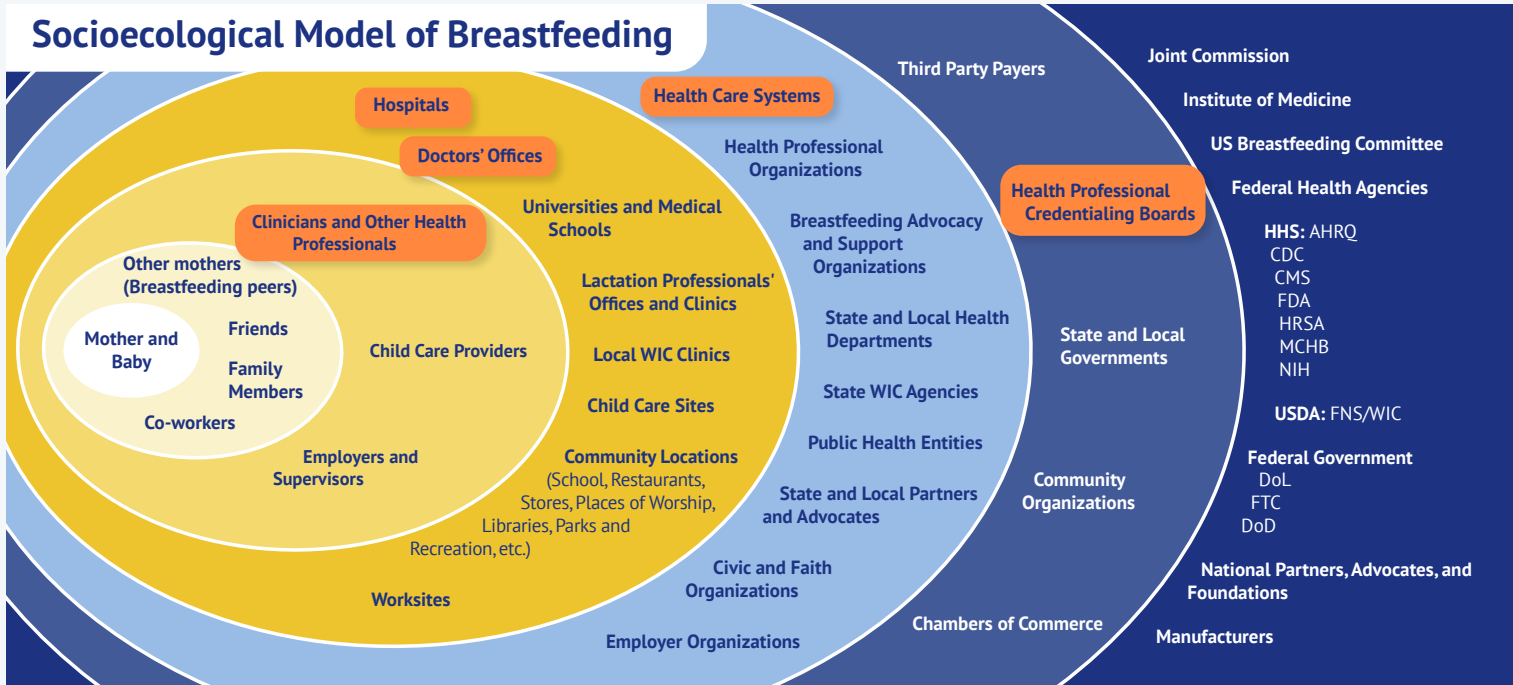 Socioecological Model of Breastfeeding
Mother and
Baby
Other mothers
(Breastfeeding peers)
Friends
Family
Members
Co-workers
Clinicians and Other Health
Professionals
Child Care Providers
Employers and
Supervisors
Hospitals
Doctors’ Offices
Universities and Medical
Schools
Lactation Professionals'
Offices and Clinics
Local WIC Clinics
Child Care Sites
Community Locations
(School, Restaurants,
Stores, Places of Worship,
Libraries, Parks and
Recreation, etc.)
Worksites
Health Care Systems
Health Professional
Organizations
Breastfeeding Advocacy
and Support
Organizations
State and Local Health
Departments
State WIC Agencies
Public Health Entities
State and Local Partners
and Advocates
Civic and Faith
Organizations
Employer Organizations
Third Party Payers
Health Professional
Credentialing Boards
State and Local
Governments
Community
Organizations
Chambers of Commerce
Joint Commission
Institute of Medicine
US Breastfeeding Committee
Federal Health Agencies
HHS: AHRQ
CDC
CMS
FDA
HRSA
MCHB
NIH
USDA: FNS/WIC
Federal Government
DoL
FTC
DoD
National Partners, Advocates, and
Foundations
Manufacturers